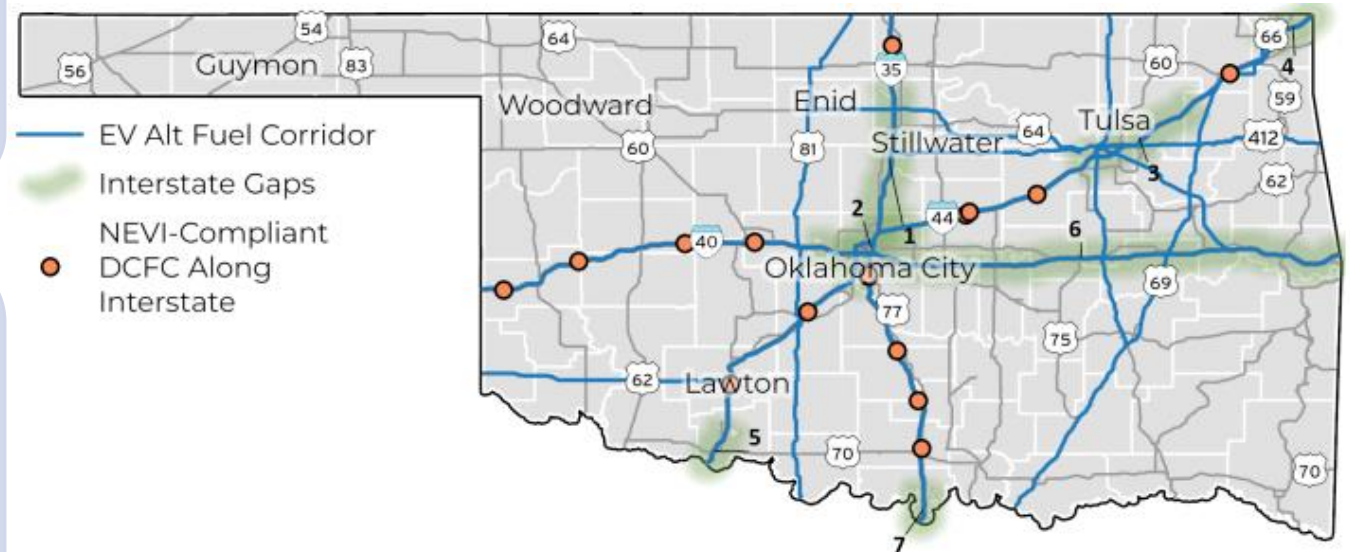 54
64
66
56
Guymon
83
35
60
4
59
Woodward
Enid
Tulsa
EV Alt Fuel Corridor
60
81
Stillwater
64
412
3
62
Interstate Gaps
2
44
1
6
NEVI-Compliant
DCFC Along
Interstate
40
Oklahoma City
69
77
75
62
Lawton
5
70
70
7